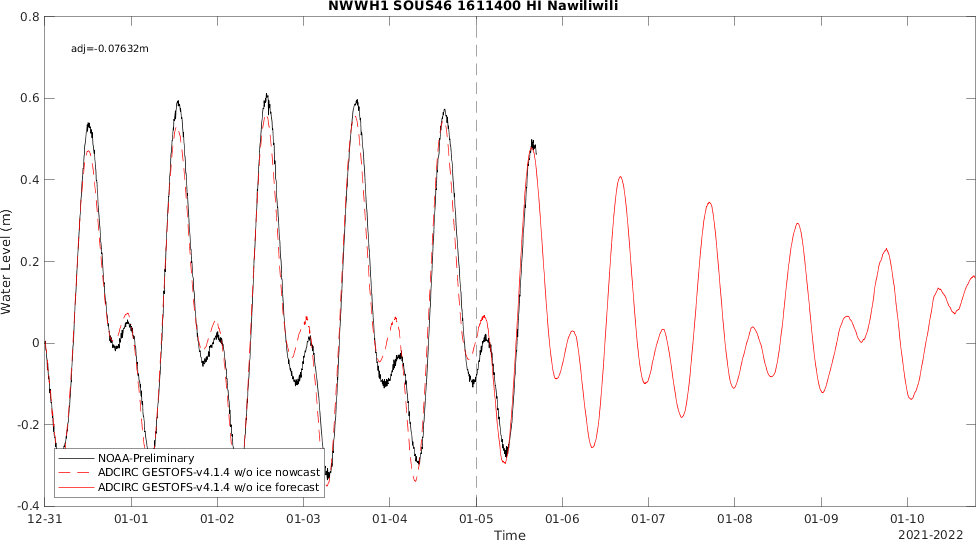 NWWH1 SOUS46 1611400 HI Nawiliwili
0.8
adj=-0.07632m
0.6
0.4
0.2
0
-0.2
-0.4
Water Level (m)
NOAA-Preliminary
ADCIRC GESTOFS-v4.1.4 w/o ice nowcast
ADCIRC GESTOFS-v4.1.4 w/o ice forecast
12-31 01-01 01-02 01-03 01-04 01-05 01-06 01-07 01-08 01-09 01-10
Time
2021-2022